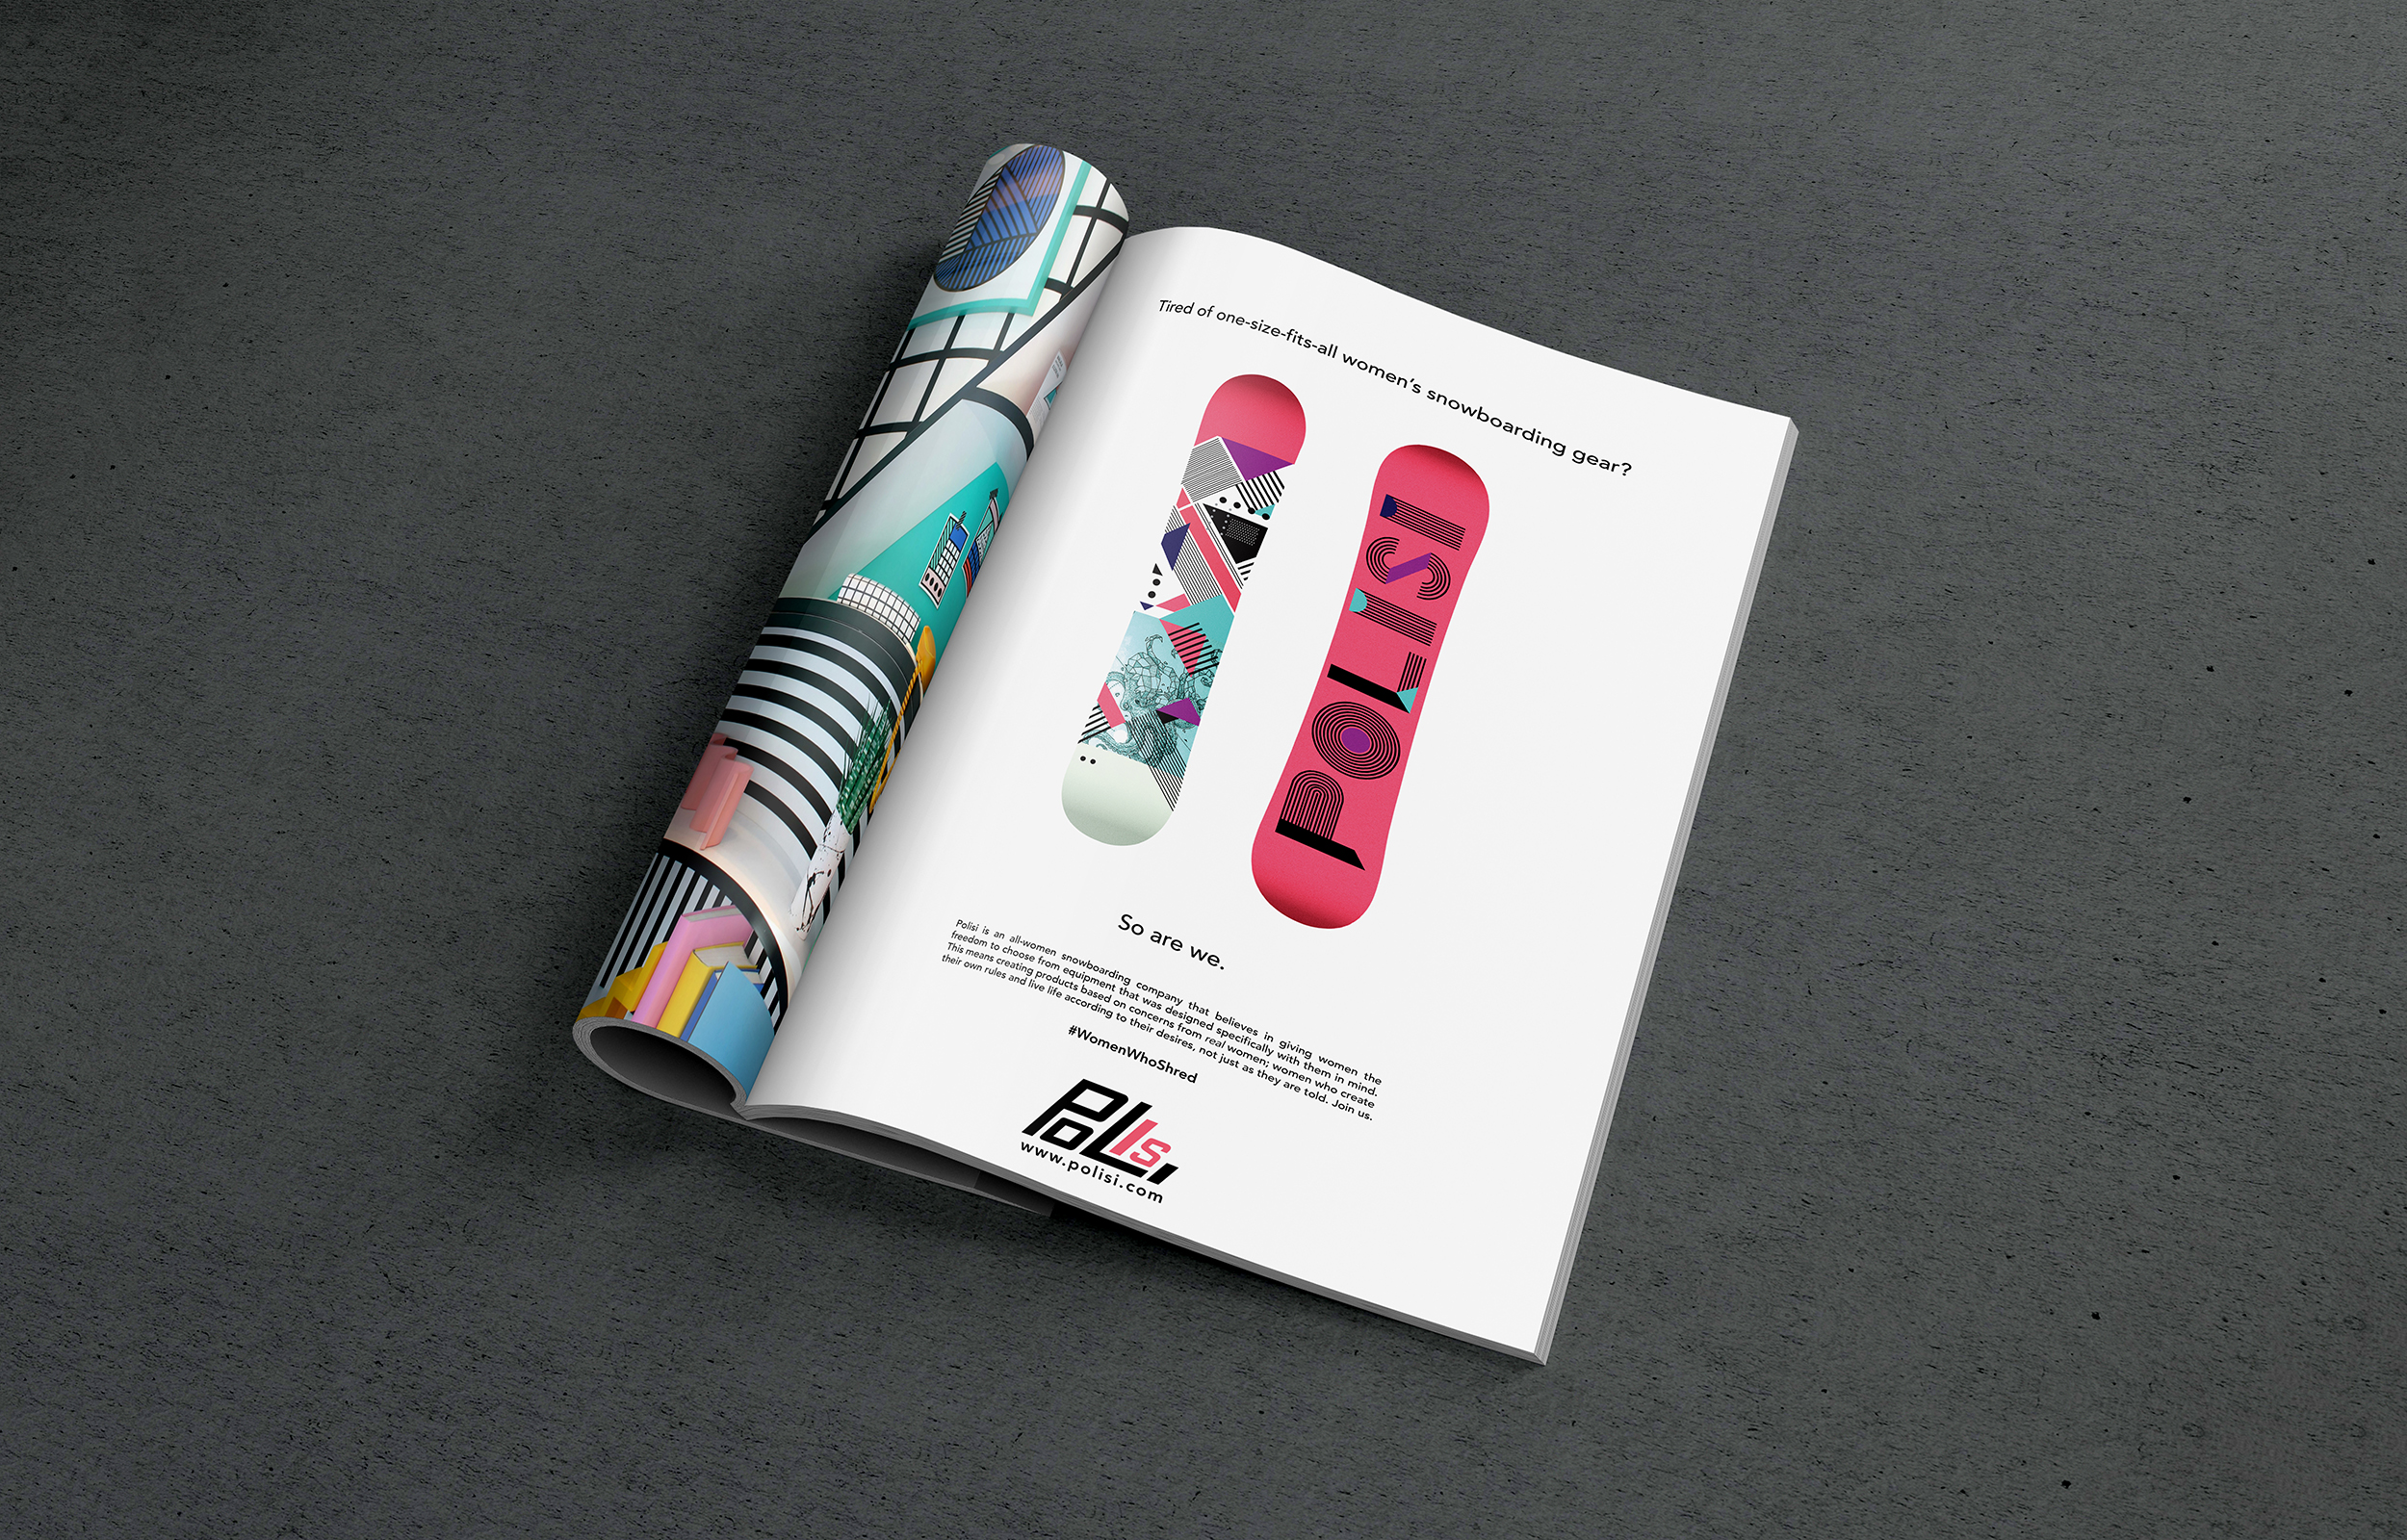 Tired of one-size-fits-all women's snowboarding gear?
POLISI
So are we.
Polisi is an all-women snowboarding company that believes in giving women the
freedom to choose from equipment that was designed specifically with them in mind.
This means creating products based on concerns from real women; women who create
their own rules and live life according to their desires, not just as they are told. Join us.
#WomenWhoShred
PoLisi
www.polisi.com